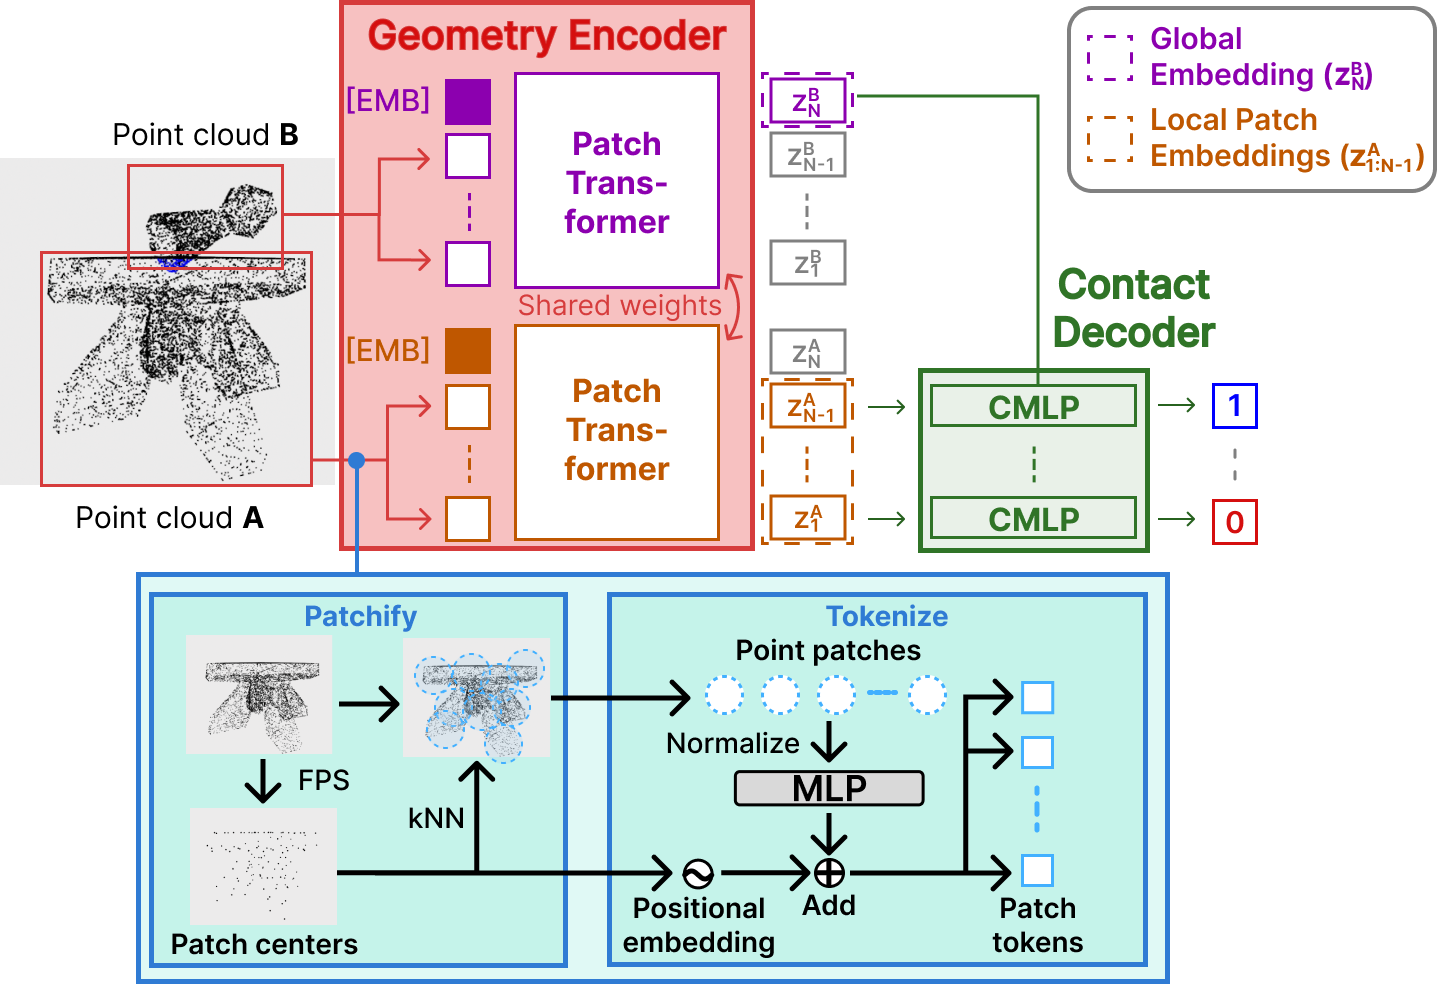 Geometry Encoder
Global
Embedding (z_N^B)
Local Patch
Embeddings (z_{1:N-1}^A)
[EMB]
Point cloud B
Patch
Trans-
former
z_N^B
z_{N-1}^B
z_1^B
Shared weights
Contact
Decoder
[EMB]
Patch
Trans-
former
z_N^A
z_{N-1}^A
z_1^A
CMLP
CMLP
1
0
Point cloud A
Patchify
FPS
kNN
Patch centers
Tokenize
Point patches
Normalize
MLP
Positional
embedding
Add
Patch
tokens